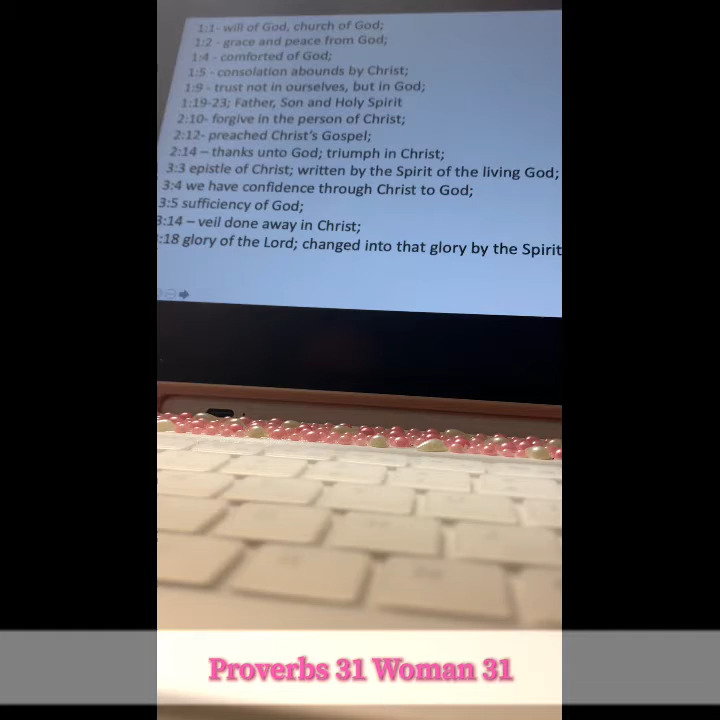 1:1- will of God, church of God;
1:2 - grace and peace from God;
1:4 - comforted of God;
1:5 - consolation abounds by Christ;
1:9 - trust not in ourselves, but in God;
1:19-23; Father, Son and Holy Spirit
2:10- forgive in the person of Christ;
2:12- preached Christ's Gospel;
2:14 – thanks unto God; triumph in Christ;
3:3 epistle of Christ; written by the Spirit of the living God;
3:4 we have confidence through Christ to God;
3:5 sufficiency of God;
3:14 – veil done away in Christ;
:18 glory of the Lord; changed into that glory by the Spirit
Proverbs 31 Woman 31